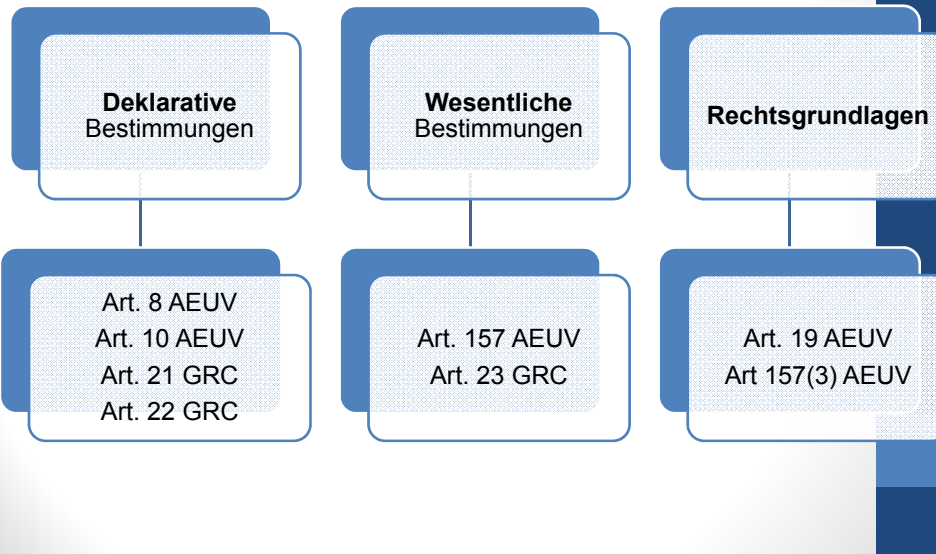 Deklarative
Bestimmungen
Wesentliche
Bestimmungen
Rechtsgrundlagen
Art. 8 AEUV
Art. 10 AEUV
Art. 21 GRC
Art. 22 GRC
Art. 157 AEUV
Art. 23 GRC
Art. 19 AEUV
Art 157(3) AEUV